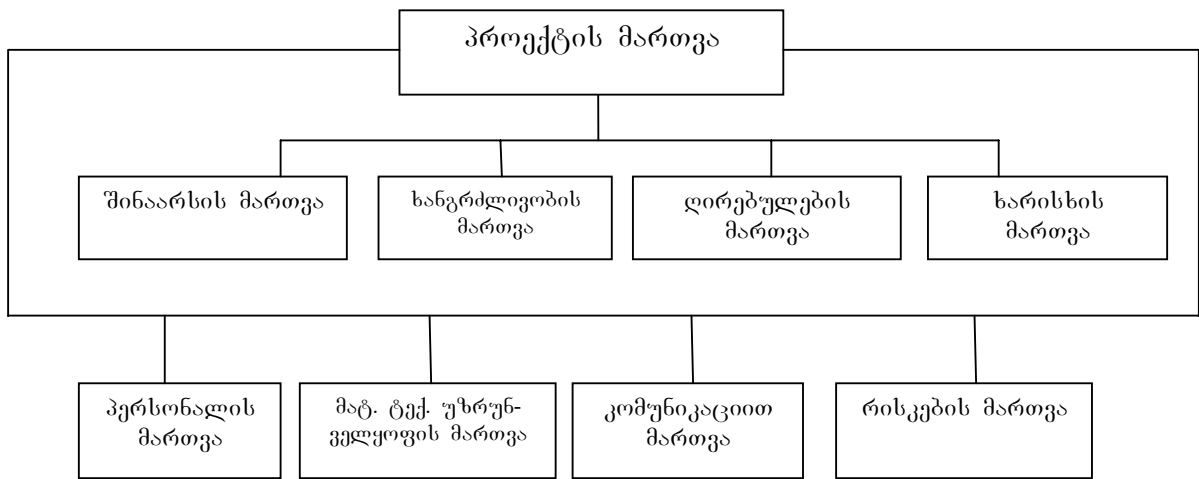 პროექტის მართვა
შინაარსის მართვა
ხანგრძლივობის
მართვა
ღირებულების
მართვა
ხარისხის
მართვა
პერსონალის
მართვა
მატ. ტექ. უზრუნ-
ველყოფის მართვა
კომუნიკაციით
მართვა
რისკების მართვა